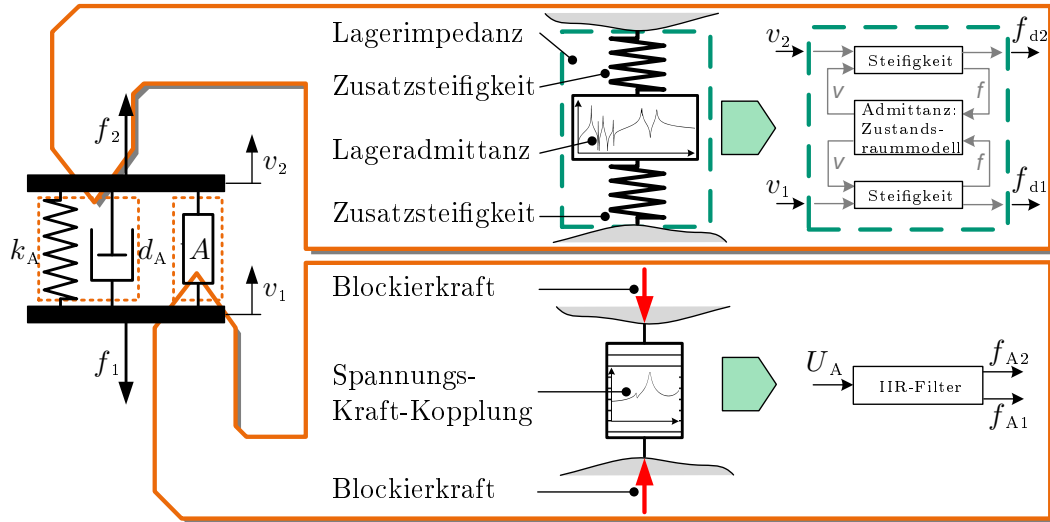 f2
v2
kA
dA
A
v1
f1
Lagerimpedanz
Zusatzsteifigkeit
Lageradmittanz
Zusatzsteifigkeit
v2
fd2
Steifigkeit
v
f
Admittanz:
Zustands-
raummodell
v
f
v1
Steifigkeit
fd1
Blockierkraft
Spannungs-
Kraft-Kopplung
Blockierkraft
UA
IIR-Filter
fA2
fA1